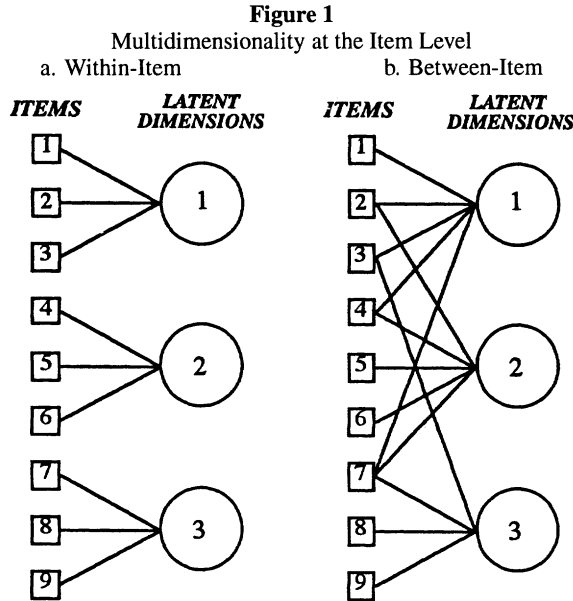 Figure 1
Multidimensionality at the Item Level
a. Within-Item
b. Between-Item
ITEMS
LATENT
DIMENSIONS
1
2
3
4
5
6
7
8
9
1
2
3
ITEMS
LATENT
DIMENSIONS
1
2
3
4
5
6
7
8
9
1
2
3